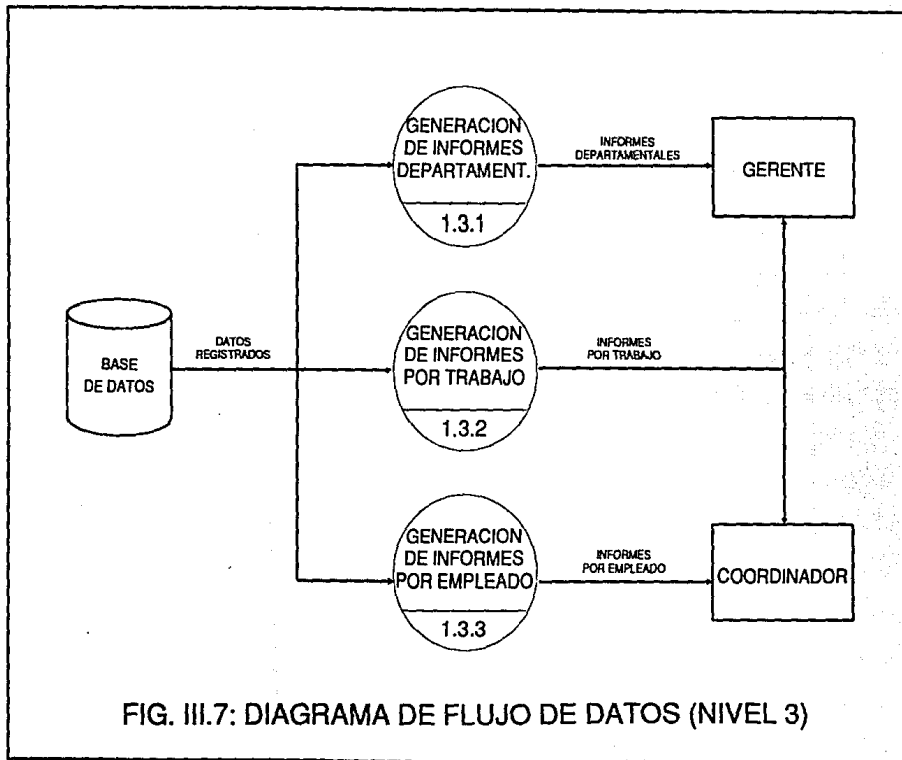 GENERACION
DE INFORMES
DEPARTAMENT.
1.3.1
INFORMES
DEPARTAMENTALES
GERENTE
BASE
DE DATOS
DATOS
REGISTRADOS
GENERACION
DE INFORMES
POR TRABAJO
1.3.2
INFORMES
POR TRABAJO
GENERACION
DE INFORMES
POR EMPLEADO
1.3.3
INFORMES
POR EMPLEADO
COORDINADOR
FIG. III.7: DIAGRAMA DE FLUJO DE DATOS (NIVEL 3)